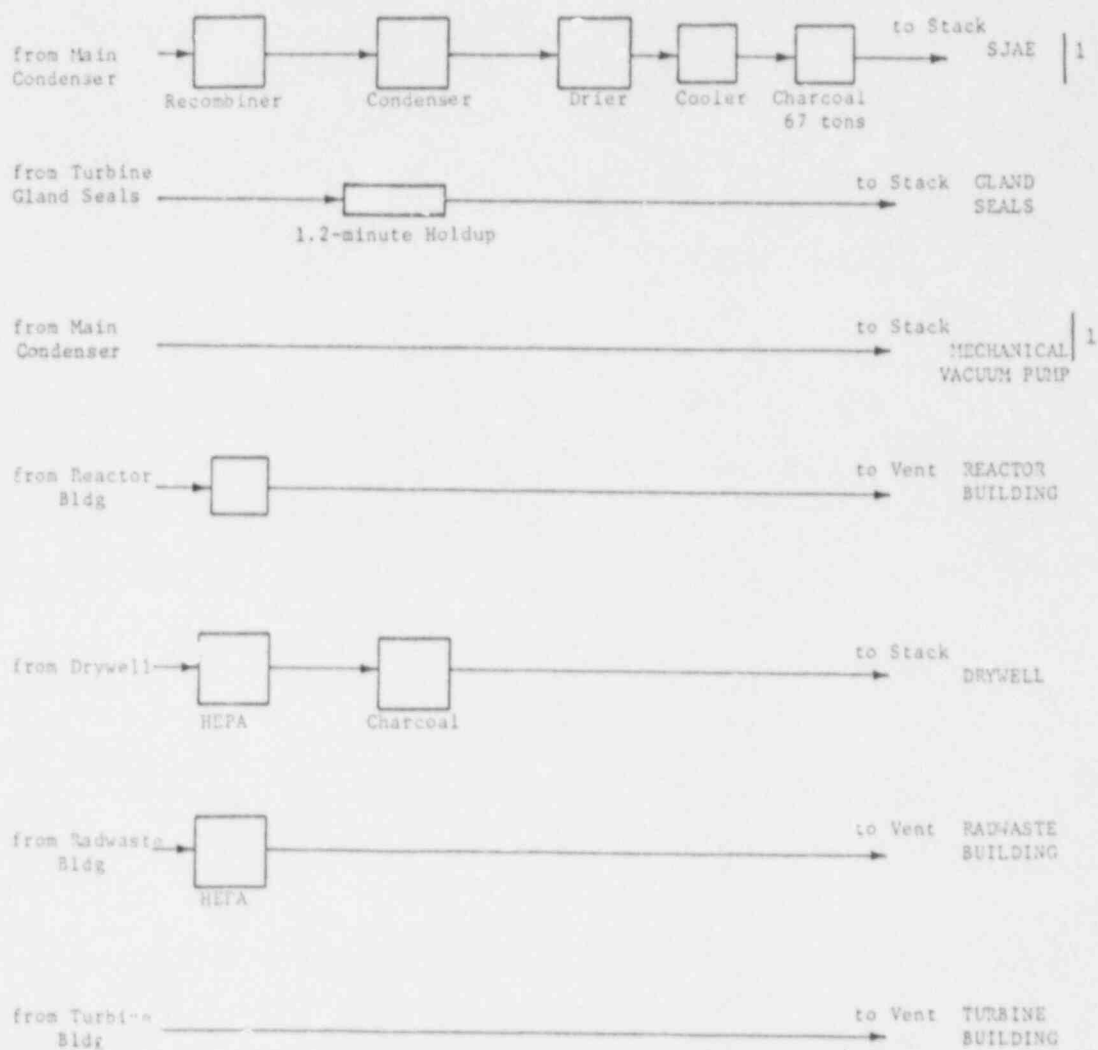 to Stack
from Main SJAE 1
Condenser
Recombiner Condenser Drier Cooler Charcoal
67 tons
from Turbine to Stack GLAND
Gland Seals SEALS
1.2-minute Holdup
from Main to Stack 1
Condenser MECHANICAL
VACUUM PUMP
from Reactor to Vent REACTOR
Bldg BUILDING
to Stack
from Drywell DRYWELL
HEPA Charcoal
from Radwaste to Vent RADWASTE
Bldg BUILDING
HEPA
from Turbine to Vent TURBINE
Bldg BUILDING